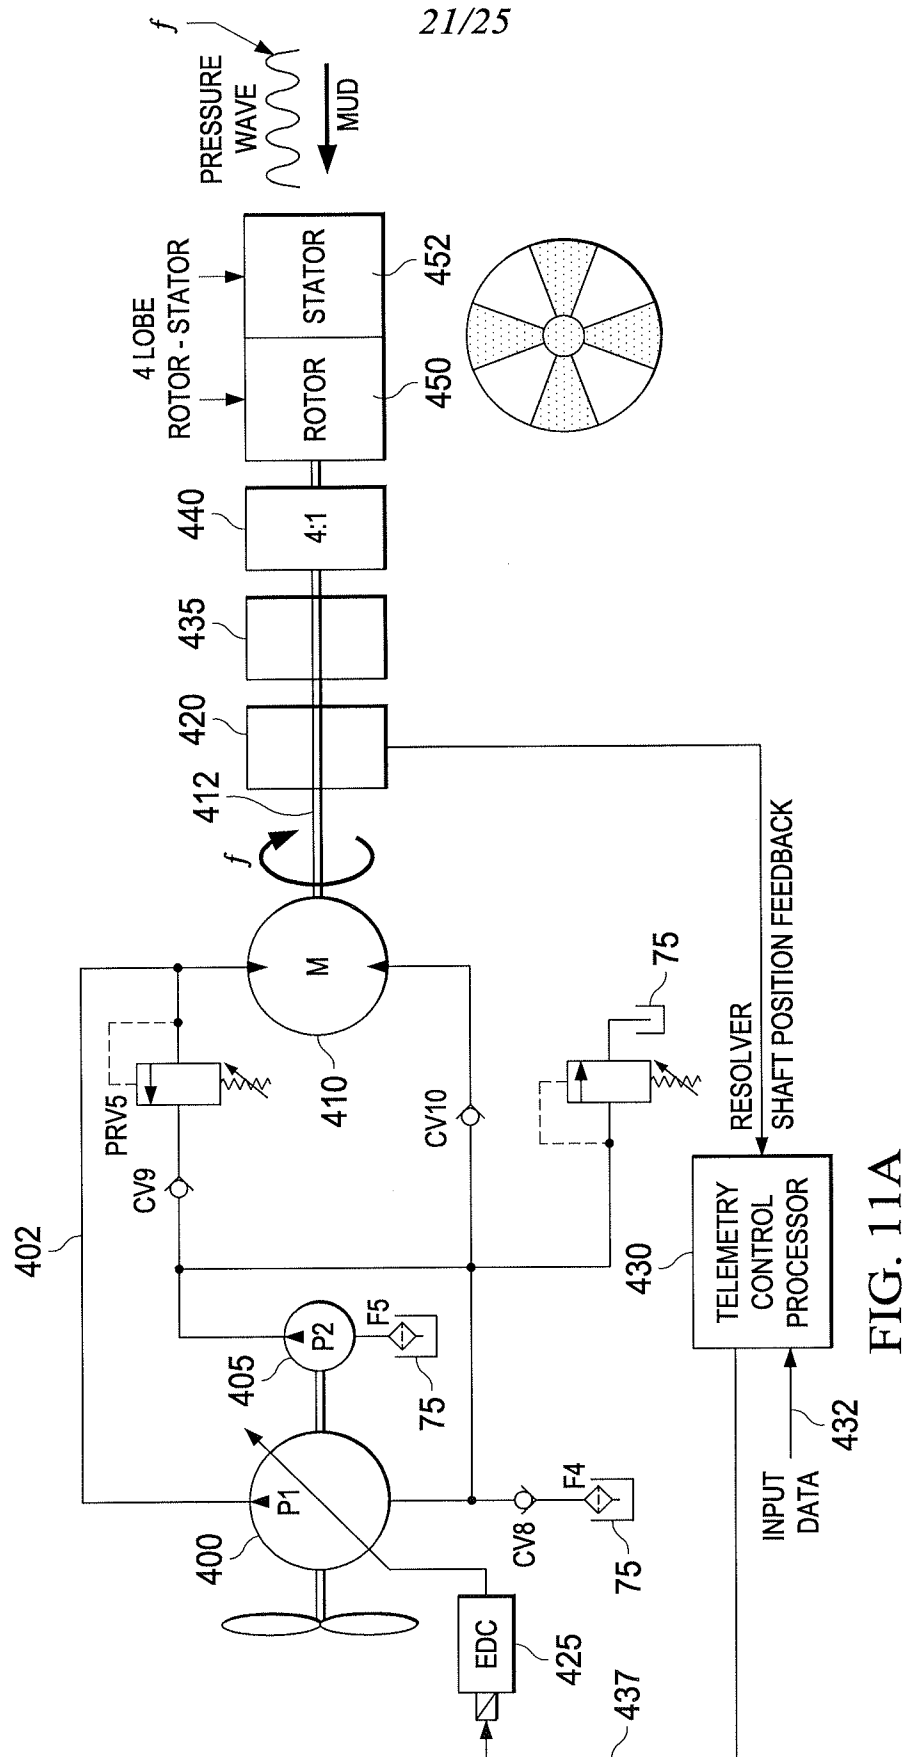 21/25
f
PRESSURE
WAVE
MUD
4 LOBE
ROTOR - STATOR
STATOR
452
ROTOR
450
440
4:1
435
420
412
f
M
410
PRV5
CV9
CV10
75
402
RESOLVER
SHAFT POSITION FEEDBACK
TELEMETRY
CONTROL
PROCESSOR
430
P2
405
F5
75
P1
400
CV8
F4
75
INPUT
DATA
432
EDC
425
437
FIG. 11A